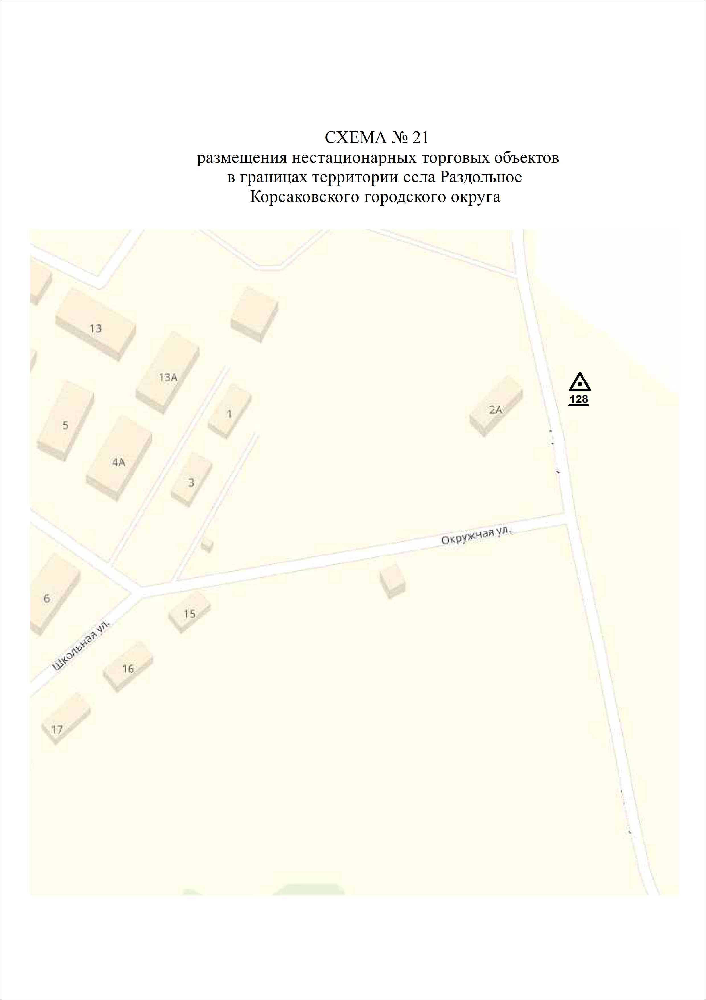 СХЕМА № 21
размещения нестационарных торговых объектов
в границах территории села Раздольное
Корсаковского городского округа
13
13А
1
5
4А
3
2А
128
Окружная ул.
6
15
Школьная ул.
16
17